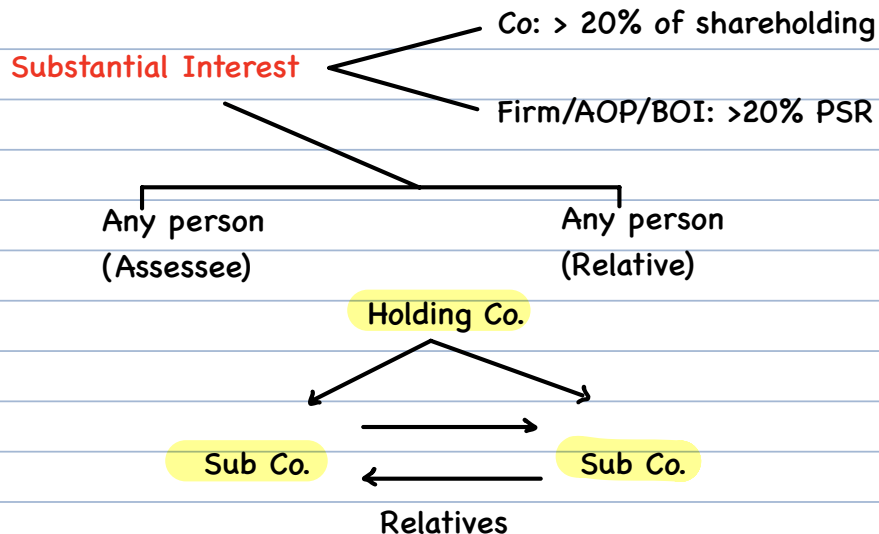 Co: > 20% of shareholding
Substantial Interest
Firm/AOP/BOI: >20% PSR
Any person
(Assessee)
Any person
(Relative)
Holding Co.
Sub Co.
Sub Co.
Relatives